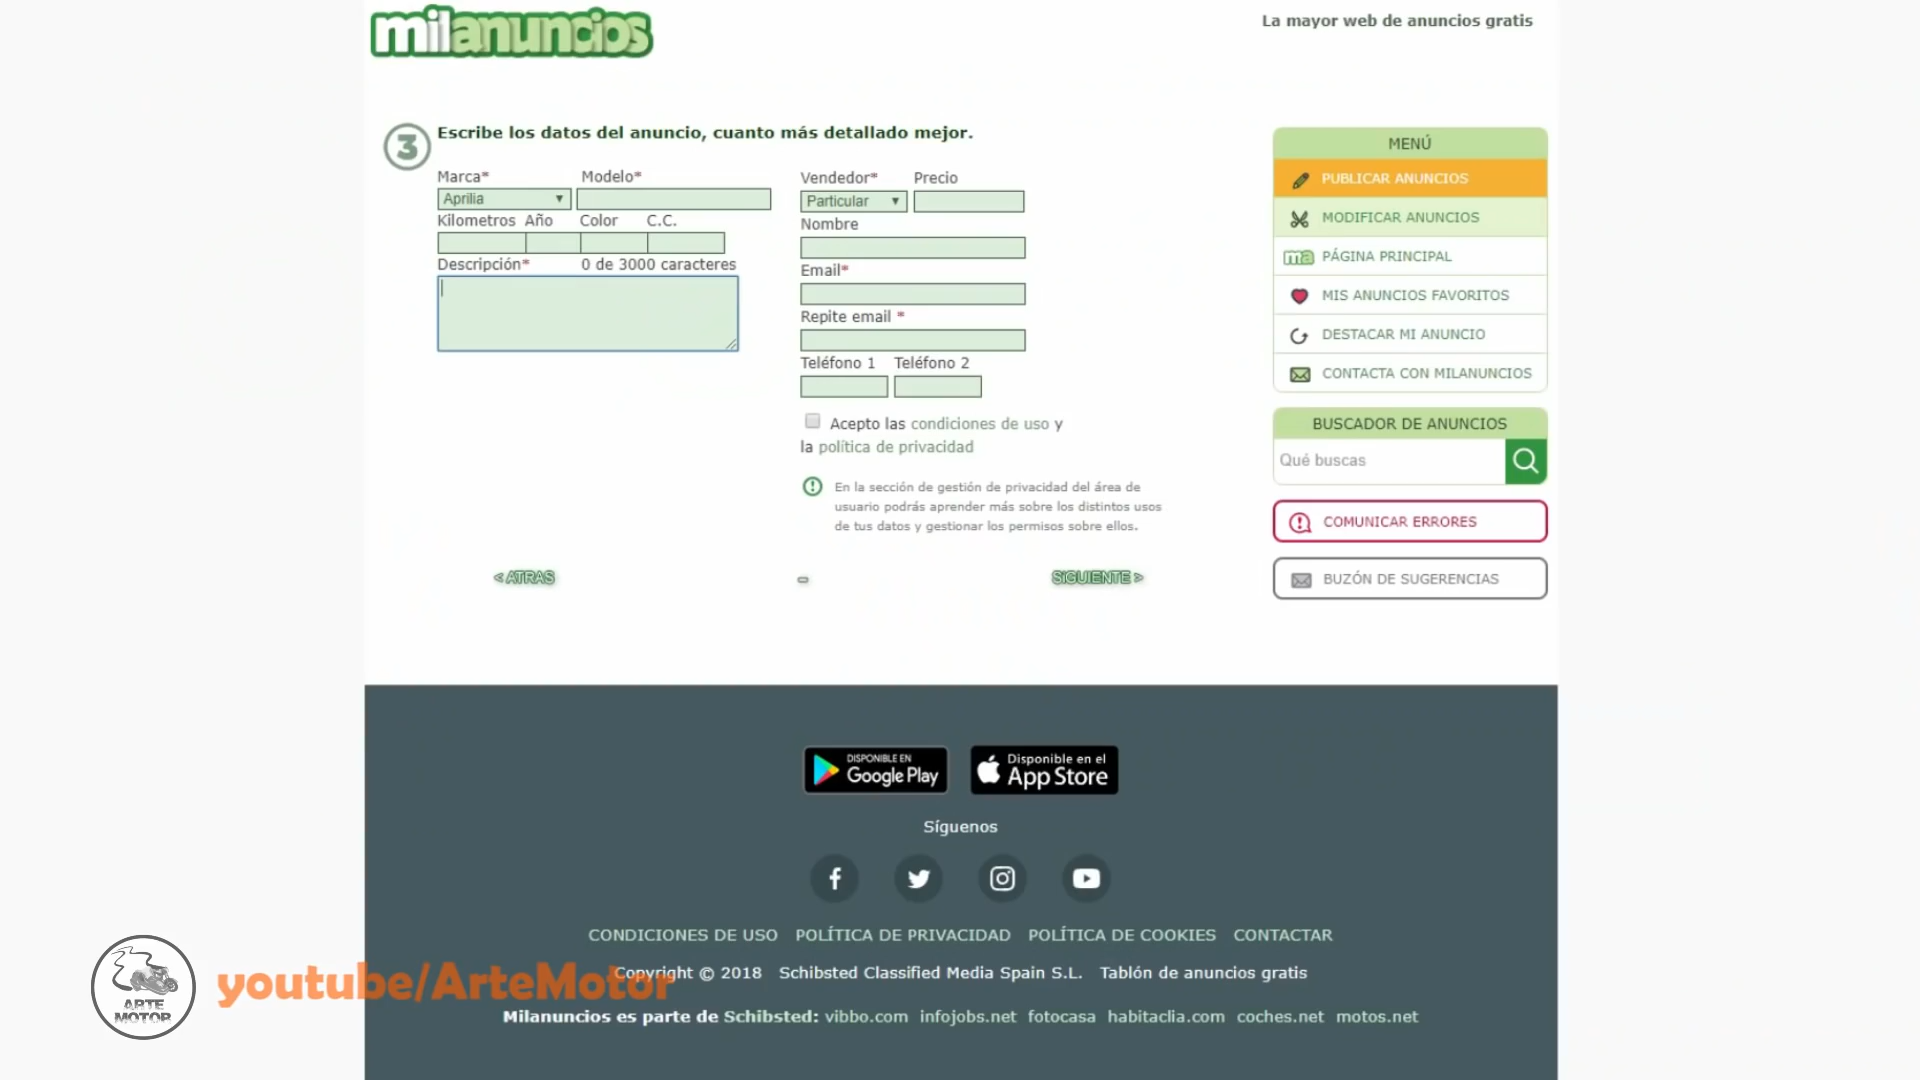 milanuncios
La mayor web de anuncios gratis
3 Escribe los datos del anuncio, cuanto más detallado mejor.
Marca* Modelo*
Aprilia
Kilometros Año Color C.C.
Descripción* 0 de 3000 caracteres
Vendedor* Precio
Particular
Nombre
Email*
Repite email *
Teléfono 1 Teléfono 2
Acepto las condiciones de uso y
la política de privacidad
En la sección de gestión de privacidad del área de
usuario podrás aprender más sobre los distintos usos
de tus datos y gestionar los permisos sobre ellos.
< ATRAS
SIGUIENTE >
MENÚ
PUBLICAR ANUNCIOS
MODIFICAR ANUNCIOS
ma PÁGINA PRINCIPAL
MIS ANUNCIOS FAVORITOS
DESTACAR MI ANUNCIO
CONTACTA CON MILANUNCIOS
BUSCADOR DE ANUNCIOS
Qué buscas
COMUNICAR ERRORES
BUZÓN DE SUGERENCIAS
DISPONIBLE EN
Google Play
Disponible en el
App Store
Síguenos
CONDICIONES DE USO POLÍTICA DE PRIVACIDAD POLÍTICA DE COOKIES CONTACTAR
Copyright © 2018 Schibsted Classified Media Spain S.L. Tablón de anuncios gratis
Milanuncios es parte de Schibsted: vibbo.com infojobs.net fotocasa habitaclia.com coches.net motos.net
ARTE
MOTOR
youtube/ArteMotor